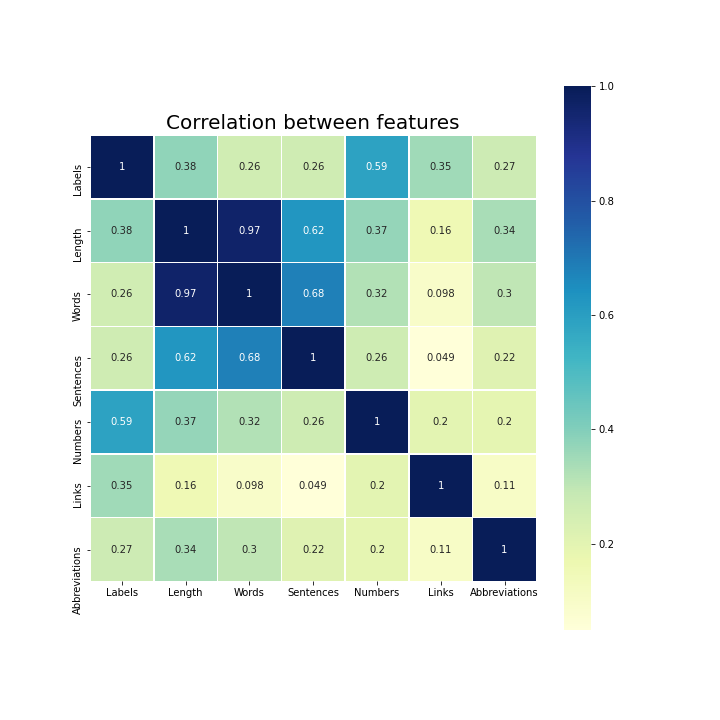 Correlation between features
1.0
Labels 1 0.38 0.26 0.26 0.59 0.35 0.27
0.8
Length 0.38 1 0.97 0.62 0.37 0.16 0.34
Words 0.26 0.97 1 0.68 0.32 0.098 0.3
0.6
Sentences 0.26 0.62 0.68 1 0.26 0.049 0.22
Numbers 0.59 0.37 0.32 0.26 1 0.2 0.2
0.4
Links 0.35 0.16 0.098 0.049 0.2 1 0.11
Abbreviations 0.27 0.34 0.3 0.22 0.2 0.11 1
0.2
Labels Length Words Sentences Numbers Links Abbreviations